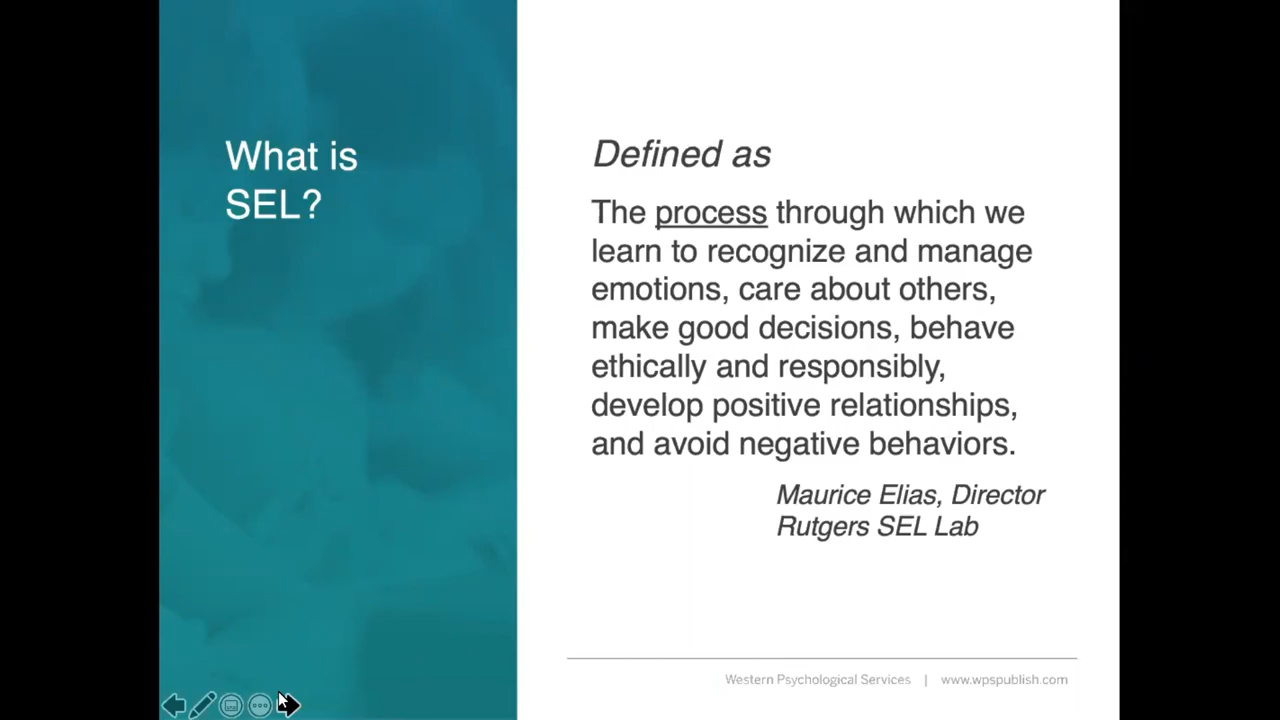 What is
SEL?
Defined as
The process through which we
learn to recognize and manage
emotions, care about others,
make good decisions, behave
ethically and responsibly,
develop positive relationships,
and avoid negative behaviors.
Maurice Elias, Director
Rutgers SEL Lab
Western Psychological Services | www.wpspublish.com